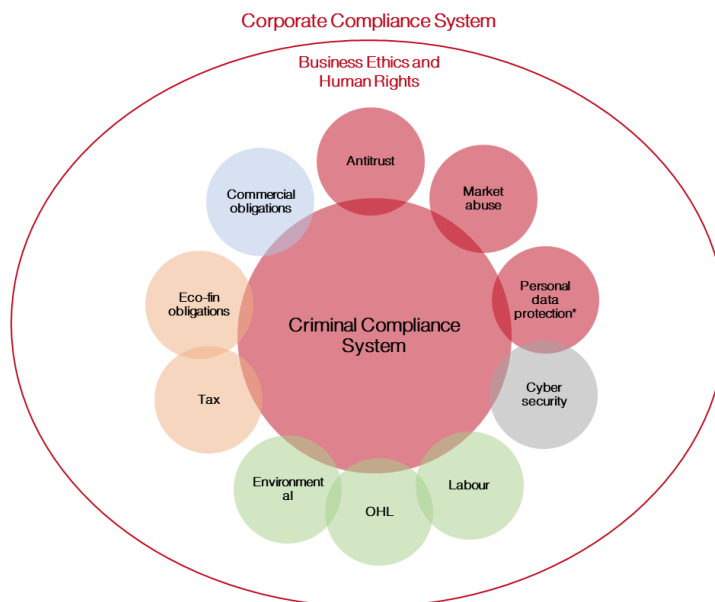 Corporate Compliance System
Business Ethics and
Human Rights
Antitrust
Market
abuse
Commercial
obligations
Personal
data
protection*
Eco-fin
obligations
Criminal Compliance
System
Cyber
security
Tax
Environment
al
OHL
Labour